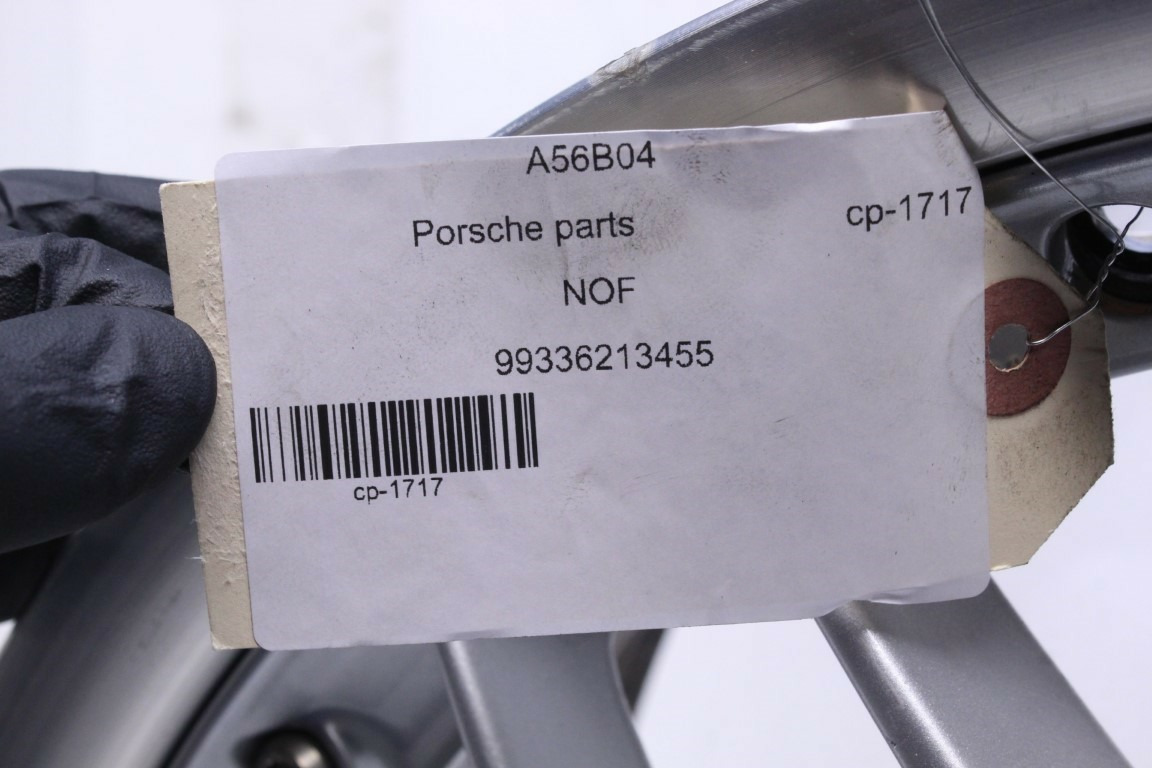 A56B04
Porsche parts
cp-1717
NOF
99336213455
cp-1717